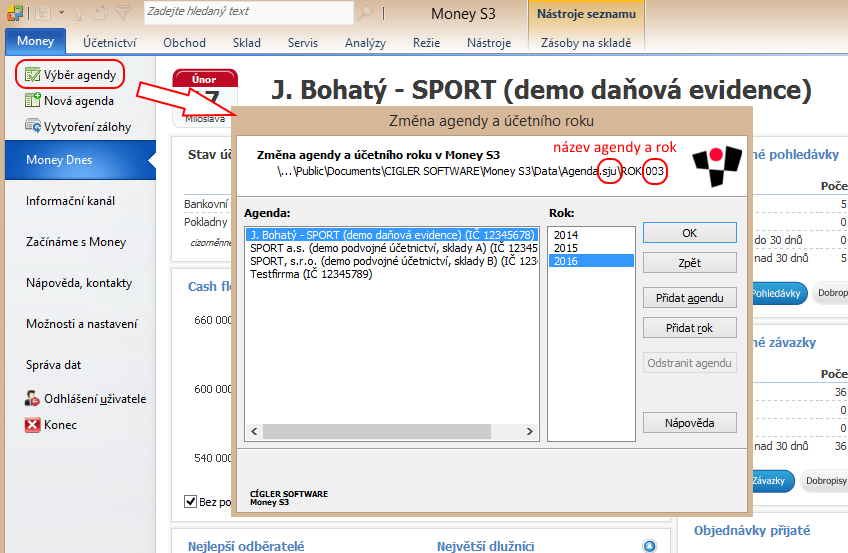 Zadejte hledaný text
Money S3
Nástroje seznamu
Money
Účetnictví
Obchod
Sklad
Servis
Analýzy
Režie
Nástroje
Zásoby na skladě
Výběr agendy
Nová agenda
Vytvoření zálohy
Money Dnes
Informační kanál
Začínáme s Money
Nápověda, kontakty
Možnosti a nastavení
Správa dat
Odhlášení uživatele
Konec
Únor
17
Miloslava
J. Bohatý - SPORT (demo daňová evidence)
Stav úč
Bankovní
Pokladny
cizoměnné
Cash fl
660 000
600 000
540 000
Bez po
Nejlepší odběratelé
Největší dlužníci
Změna agendy a účetního roku
název agendy a rok
Změna agendy a účetního roku v Money S3
\...\Public\Documents\CIGLER SOFTWARE\Money S3\Data\Agenda.sju\ROK.003
Agenda:
J. Bohatý - SPORT (demo daňová evidence) (IČ 12345678)
SPORT a.s. (demo podvojné účetnictví, sklady A) (IČ 12345
SPORT, s.r.o. (demo podvojné účetnictví, sklady B) (IČ 123
Testfirrma (IČ 12345789)
Rok:
2014
2015
2016
OK
Zpět
Přidat agendu
Přidat rok
Odstranit agendu
Nápověda
CÍGLER SOFTWARE
Money S3
né pohledávky
Poče
5
0
do 30 dnů
0
nad 30 dnů
5
Pohledávky
Dobrop
né závazky
Poče
36
0
0
nad 30 dnů
36
Závazky
Dobropisy
Objednávky přijaté